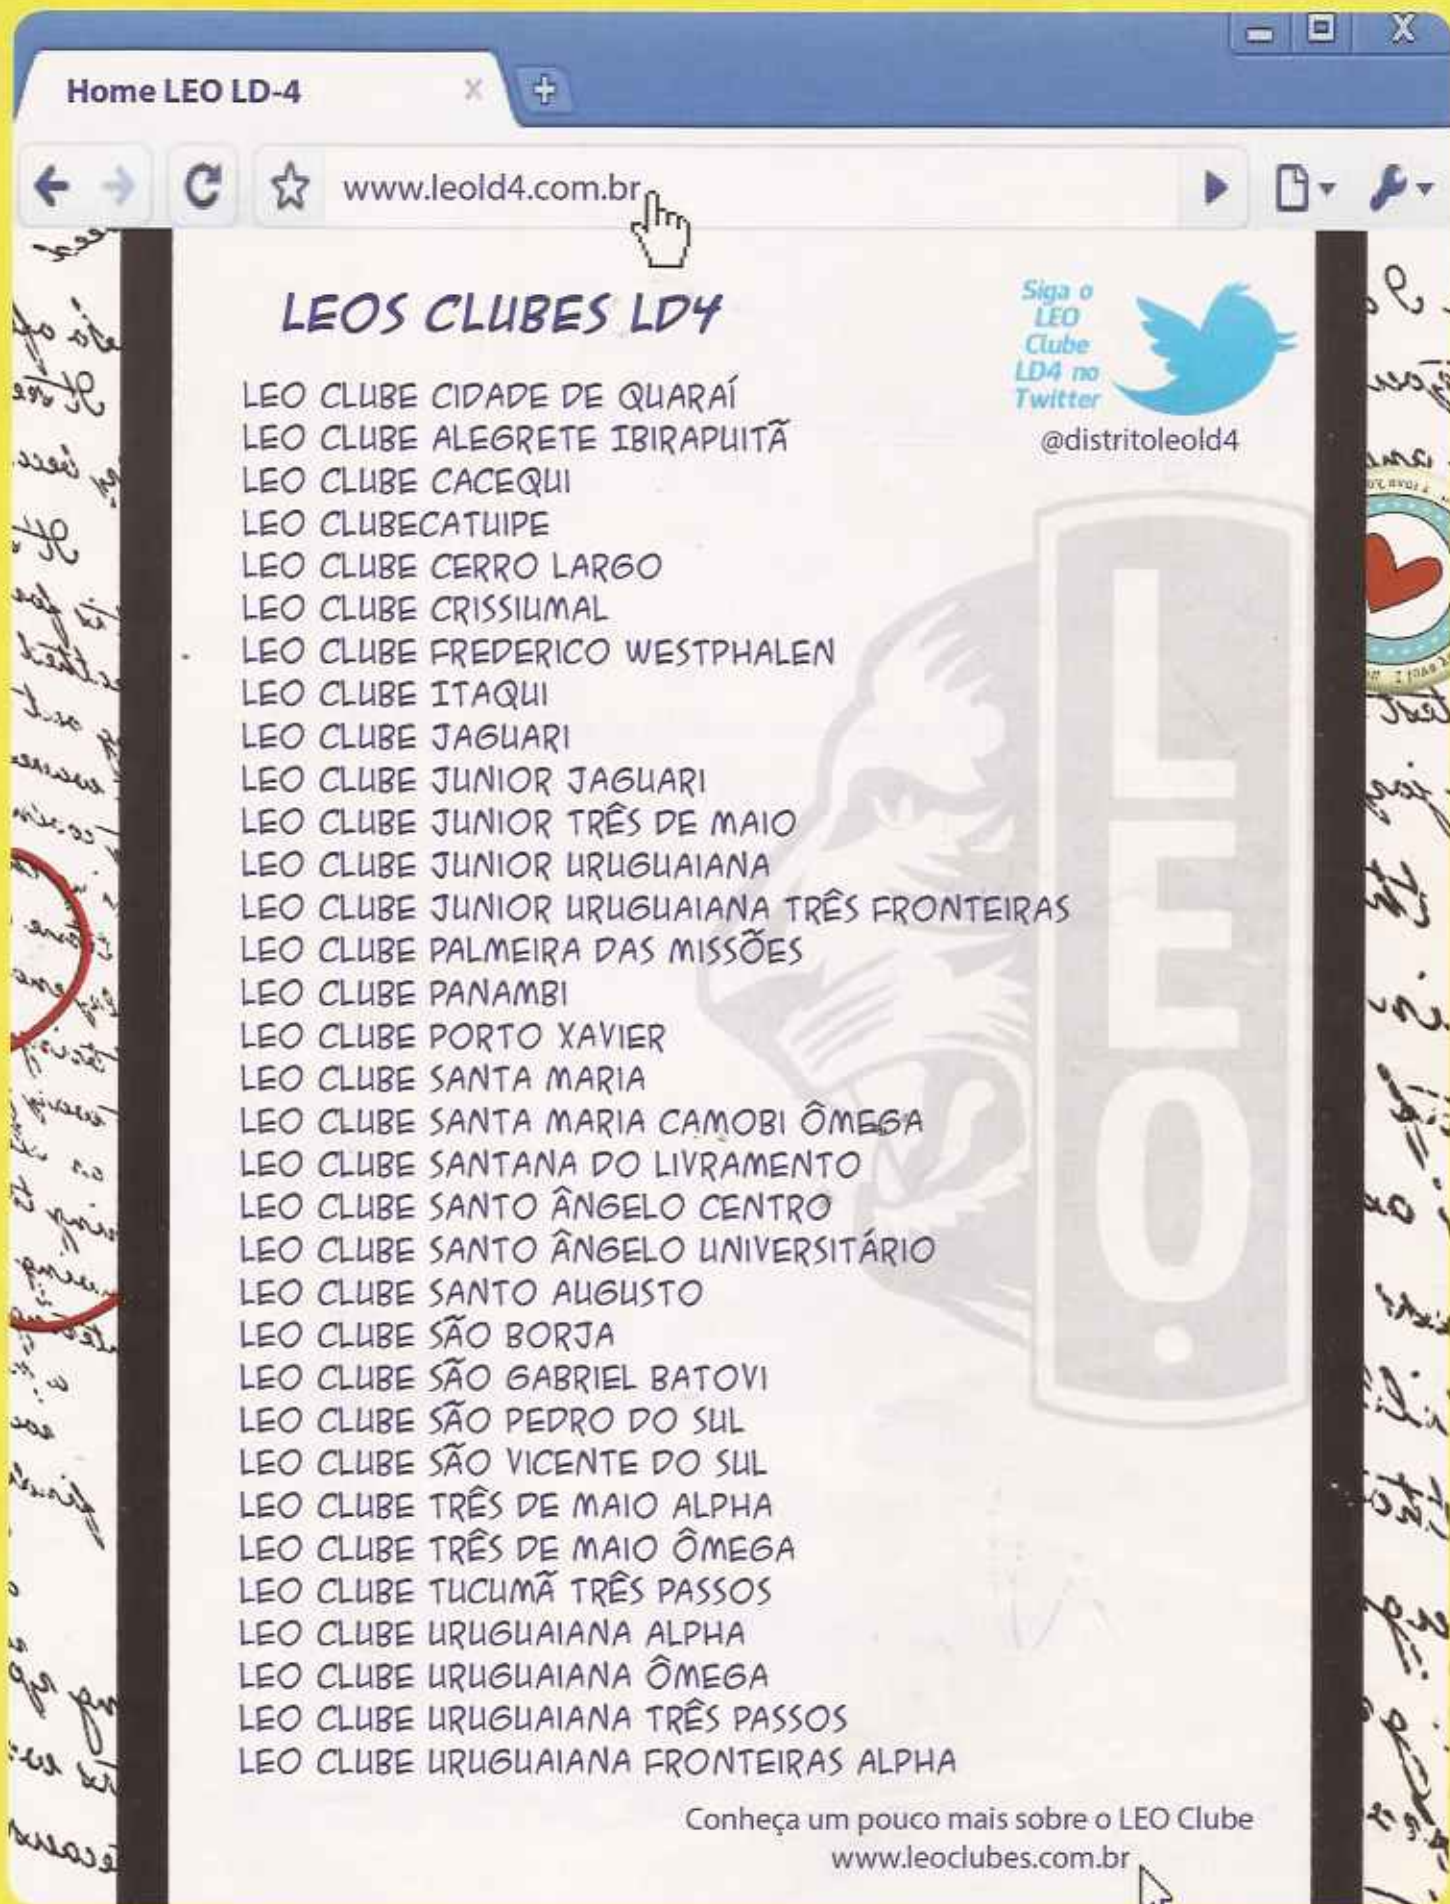 Home LEO LD-4
www.leold4.com.br
LEOS CLUBES LD4
Siga o
LEO
Clube
LD4 no
Twitter
@distritoleold4
LEO CLUBE CIDADE DE QUARAÍ
LEO CLUBE ALEGRETE IBIRAPUITÃ
LEO CLUBE CACEQUI
LEO CLUBECATUIPE
LEO CLUBE CERRO LARGO
LEO CLUBE CRISSIUMAL
LEO CLUBE FREDERICO WESTPHALEN
LEO CLUBE ITAQUI
LEO CLUBE JAGUARI
LEO CLUBE JUNIOR JAGUARI
LEO CLUBE JUNIOR TRÊS DE MAIO
LEO CLUBE JUNIOR URUGUAIANA
LEO CLUBE JUNIOR URUGUAIANA TRÊS FRONTEIRAS
LEO CLUBE PALMEIRA DAS MISSÕES
LEO CLUBE PANAMBI
LEO CLUBE PORTO XAVIER
LEO CLUBE SANTA MARIA
LEO CLUBE SANTA MARIA CAMOBI ÔMEGA
LEO CLUBE SANTANA DO LIVRAMENTO
LEO CLUBE SANTO ÂNGELO CENTRO
LEO CLUBE SANTO ÂNGELO UNIVERSITÁRIO
LEO CLUBE SANTO AUGUSTO
LEO CLUBE SÃO BORJA
LEO CLUBE SÃO GABRIEL BATOVI
LEO CLUBE SÃO PEDRO DO SUL
LEO CLUBE SÃO VICENTE DO SUL
LEO CLUBE TRÊS DE MAIO ALPHA
LEO CLUBE TRÊS DE MAIO ÔMEGA
LEO CLUBE TUCUMÃ TRÊS PASSOS
LEO CLUBE URUGUAIANA ALPHA
LEO CLUBE URUGUAIANA ÔMEGA
LEO CLUBE URUGUAIANA TRÊS PASSOS
LEO CLUBE URUGUAIANA FRONTEIRAS ALPHA
LEO
Conheça um pouco mais sobre o LEO Clube
www.leoclubes.com.br